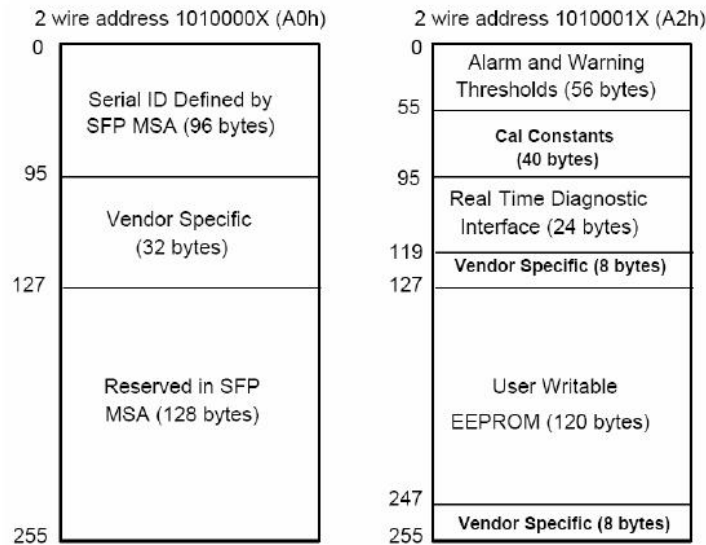 2 wire address 1010000X (A0h)
0
Serial ID Defined by
SFP MSA (96 bytes)
95
Vendor Specific
(32 bytes)
127
Reserved in SFP
MSA (128 bytes)
255
2 wire address 1010001X (A2h)
0
Alarm and Warning
Thresholds (56 bytes)
55
Cal Constants
(40 bytes)
95
Real Time Diagnostic
Interface (24 bytes)
119
Vendor Specific (8 bytes)
127
User Writable
EEPROM (120 bytes)
247
Vendor Specific (8 bytes)
255